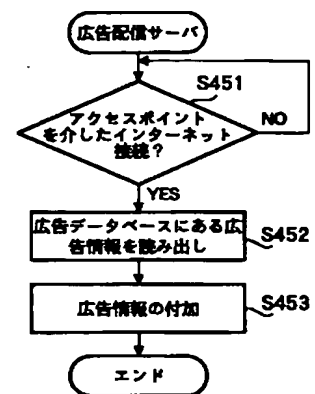 広告配信サーバ
S451
アクセスポイント
を介したインターネット
接続？
NO
YES
広告データベースにある広
告情報を読み出し
S452
広告情報の付加
S453
エンド